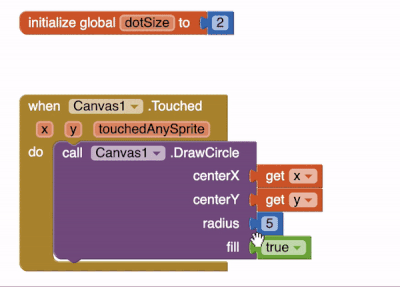 initialize global dotSize to 2
when Canvas1 .Touched
x y touchedAnySprite
do call Canvas1 .DrawCircle
centerX get x
centerY get y
radius 5
fill true